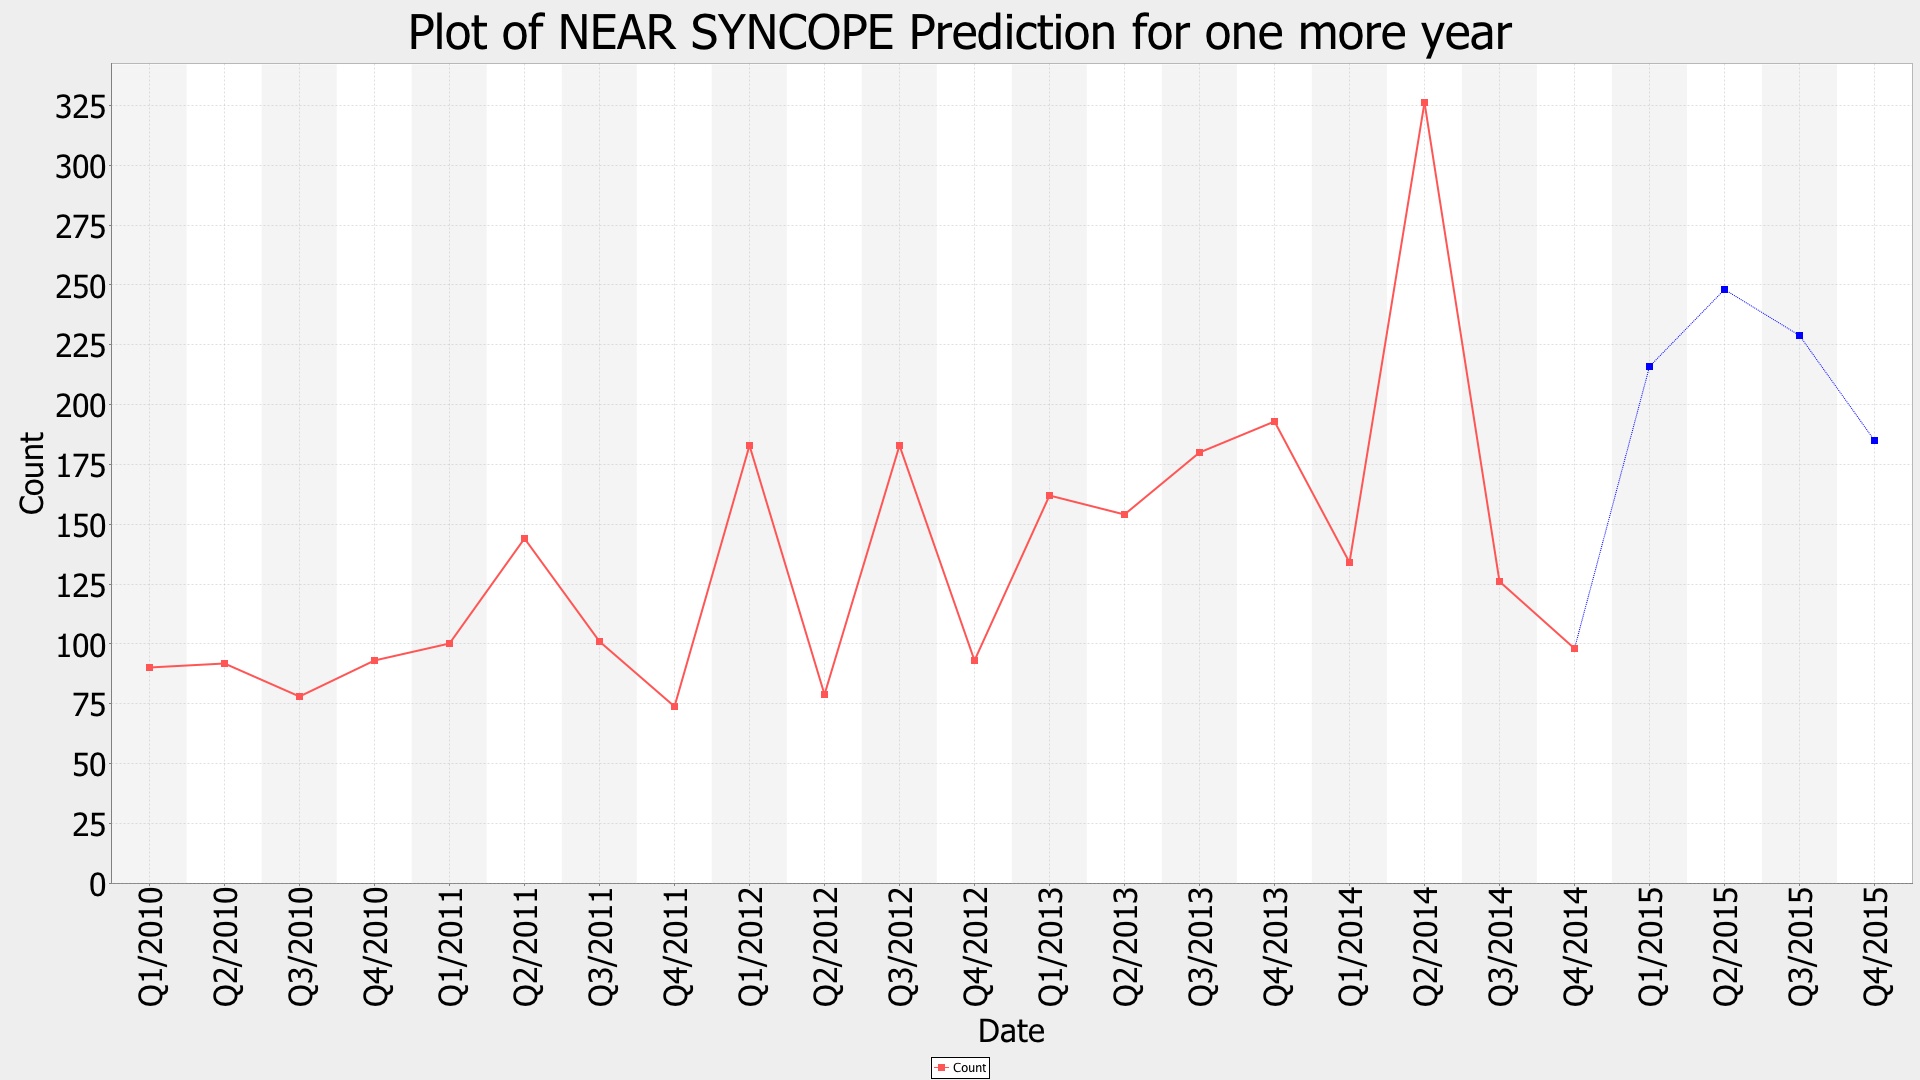 Plot of NEAR SYNCOPE Prediction for one more year
325
300
275
250
225
200
175
150
125
100
75
50
25
0
Count
Q1/2010
Q2/2010
Q3/2010
Q4/2010
Q1/2011
Q2/2011
Q3/2011
Q4/2011
Q1/2012
Q2/2012
Q3/2012
Q4/2012
Q1/2013
Q2/2013
Q3/2013
Q4/2013
Q1/2014
Q2/2014
Q3/2014
Q4/2014
Q1/2015
Q2/2015
Q3/2015
Q4/2015
Date
Count